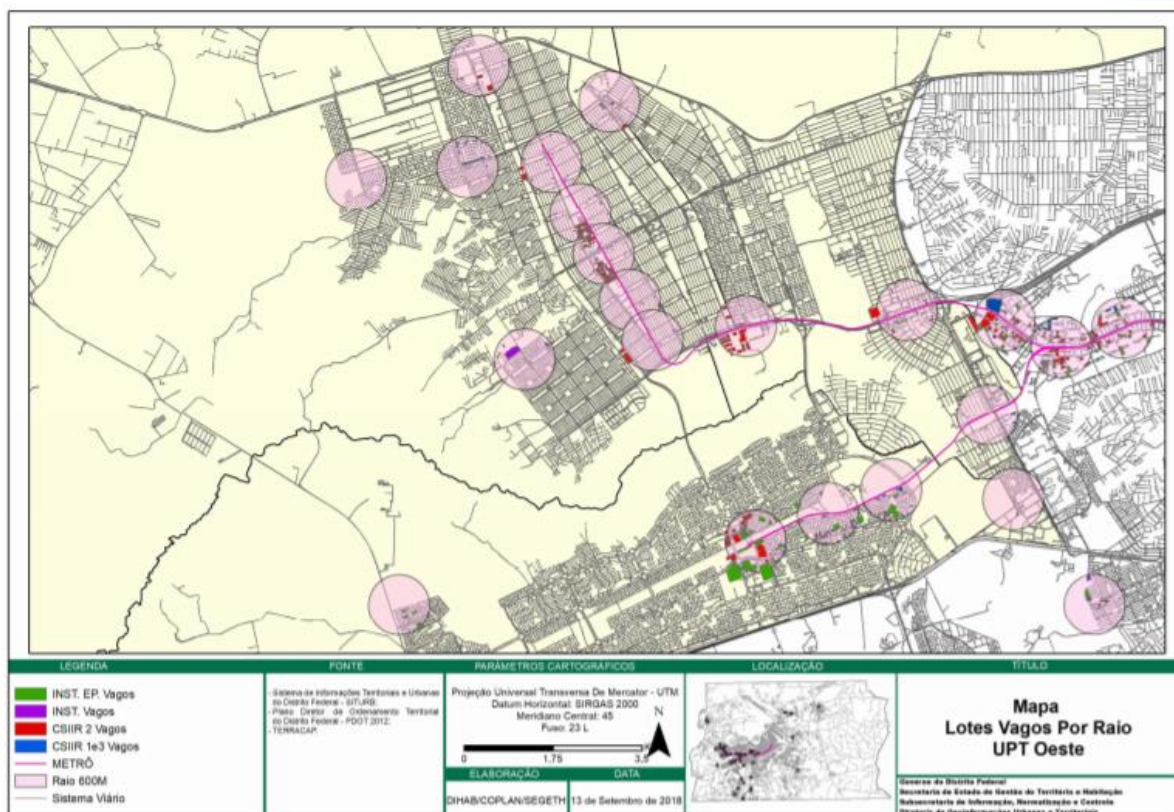 LEGENDA
INST. EP. Vagos
INST. Vagos
CSIIR 2 Vagos
CSIIR 1e3 Vagos
METRÔ
Raio 600M
Sistema Viário
FONTE
- Sistema de Informações Territoriais e Urbanas
do Distrito Federal - SITURB;
- Plano Diretor de Ordenamento Territorial
do Distrito Federal - PDOT 2012;
- TERRACAP.
PARÂMETROS CARTOGRÁFICOS
Projeção Universal Transversa De Mercator - UTM
Datum Horizontal: SIRGAS 2000
Meridiano Central: 45
Fuso: 23 L
N
0 1,75 3,5
ELABORAÇÃO
DATA
DIHAB/COPLAN/SEGETH
13 de Setembro de 2018
LOCALIZAÇÃO
TÍTULO
Mapa
Lotes Vagos Por Raio
UPT Oeste
Governo do Distrito Federal
Secretaria de Estado de Gestão do Território e Habitação
Subsecretaria de Informação, Normatização e Controle
Diretoria de Geoinformações Urbanas e Territoriais